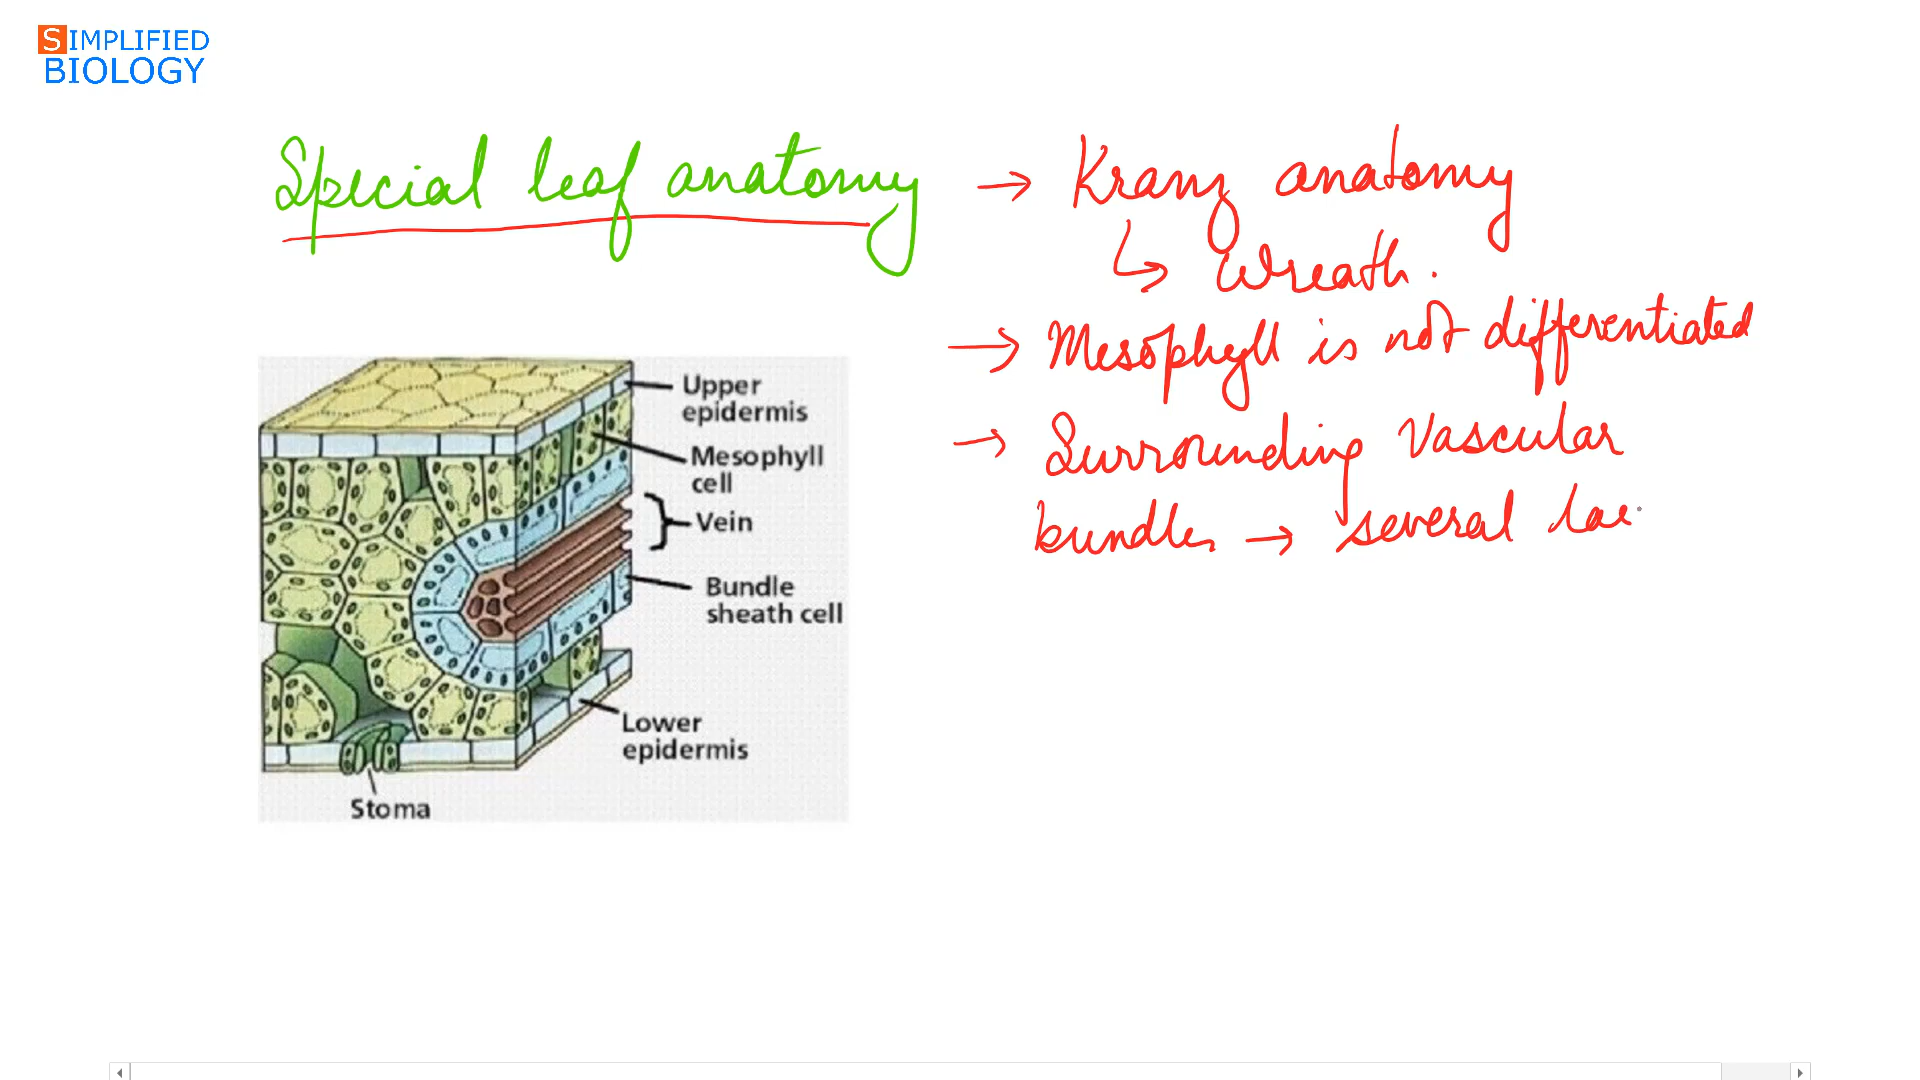 SIMPLIFIED
BIOLOGY
Special leaf anatomy → Kranz anatomy
↳ Wreath.
→ Mesophyll is not differentiated
→ Surrounding Vascular
bundles → several
Upper
epidermis
Mesophyll
cell
Vein
Bundle
sheath cell
Lower
epidermis
Stoma